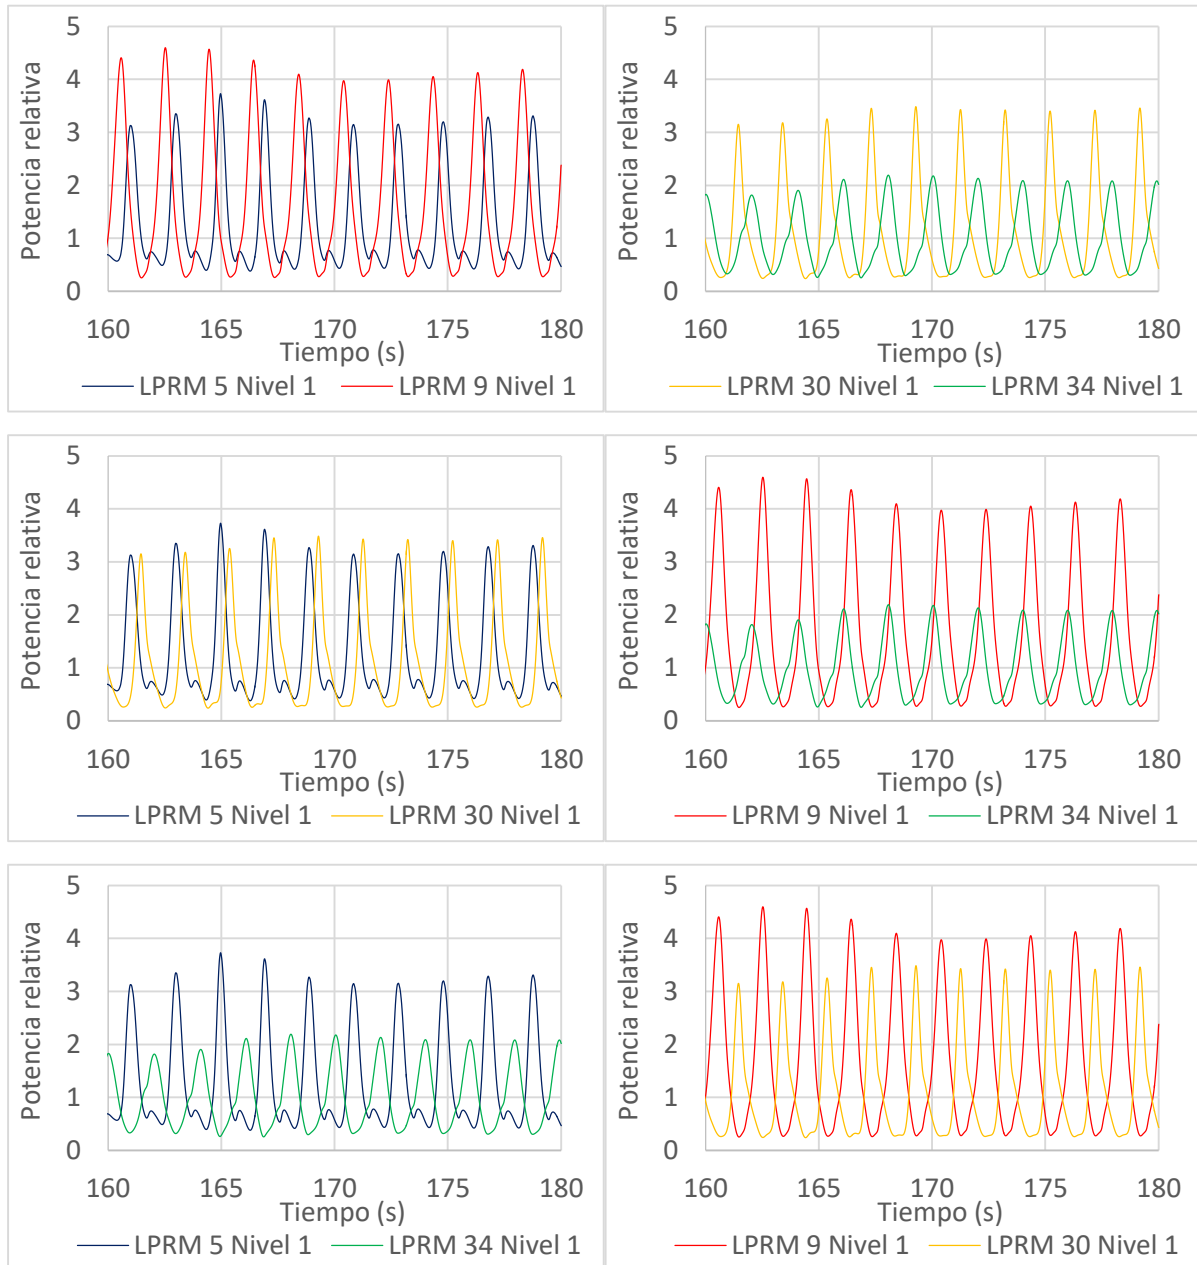 Potencia relativa
5
4
3
2
1
0
160 165 170 175 180
Tiempo (s)
LPRM 5 Nivel 1 LPRM 9 Nivel 1
Potencia relativa
5
4
3
2
1
0
160 165 170 175 180
Tiempo (s)
LPRM 30 Nivel 1 LPRM 34 Nivel 1
Potencia relativa
5
4
3
2
1
0
160 165 170 175 180
Tiempo (s)
LPRM 5 Nivel 1 LPRM 30 Nivel 1
Potencia relativa
5
4
3
2
1
0
160 165 170 175 180
Tiempo (s)
LPRM 9 Nivel 1 LPRM 34 Nivel 1
Potencia relativa
5
4
3
2
1
0
160 165 170 175 180
Tiempo (s)
LPRM 5 Nivel 1 LPRM 34 Nivel 1
Potencia relativa
5
4
3
2
1
0
160 165 170 175 180
Tiempo (s)
LPRM 9 Nivel 1 LPRM 30 Nivel 1